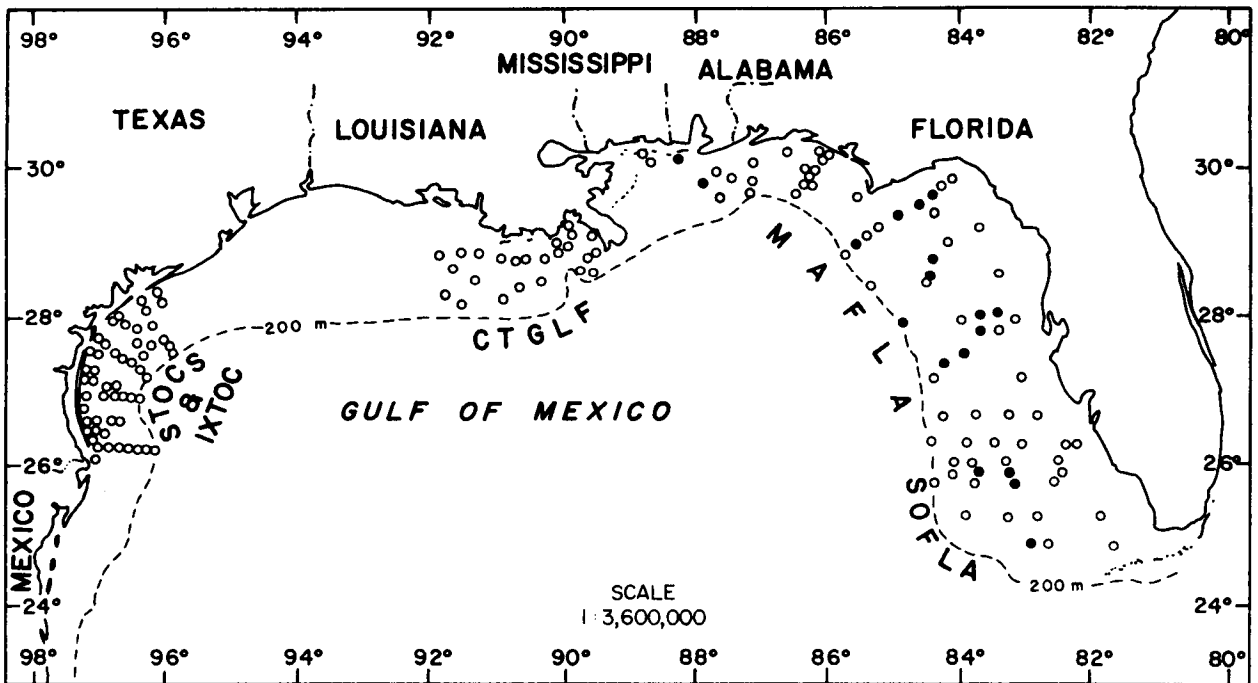 98° 96° 94° 92° 90° 88° 86° 84° 82° 80°
MISSISSIPPI
ALABAMA
TEXAS
LOUISIANA
FLORIDA
30° 30°
M A F L A
28° 28°
200 m
CTGLF
STOCS
&
IXTOC
GULF OF MEXICO
26° 26°
SOFLA
MEXICO
200 m
SCALE
1:3,600,000
24° 24°
98° 96° 94° 92° 90° 88° 86° 84° 82° 80°